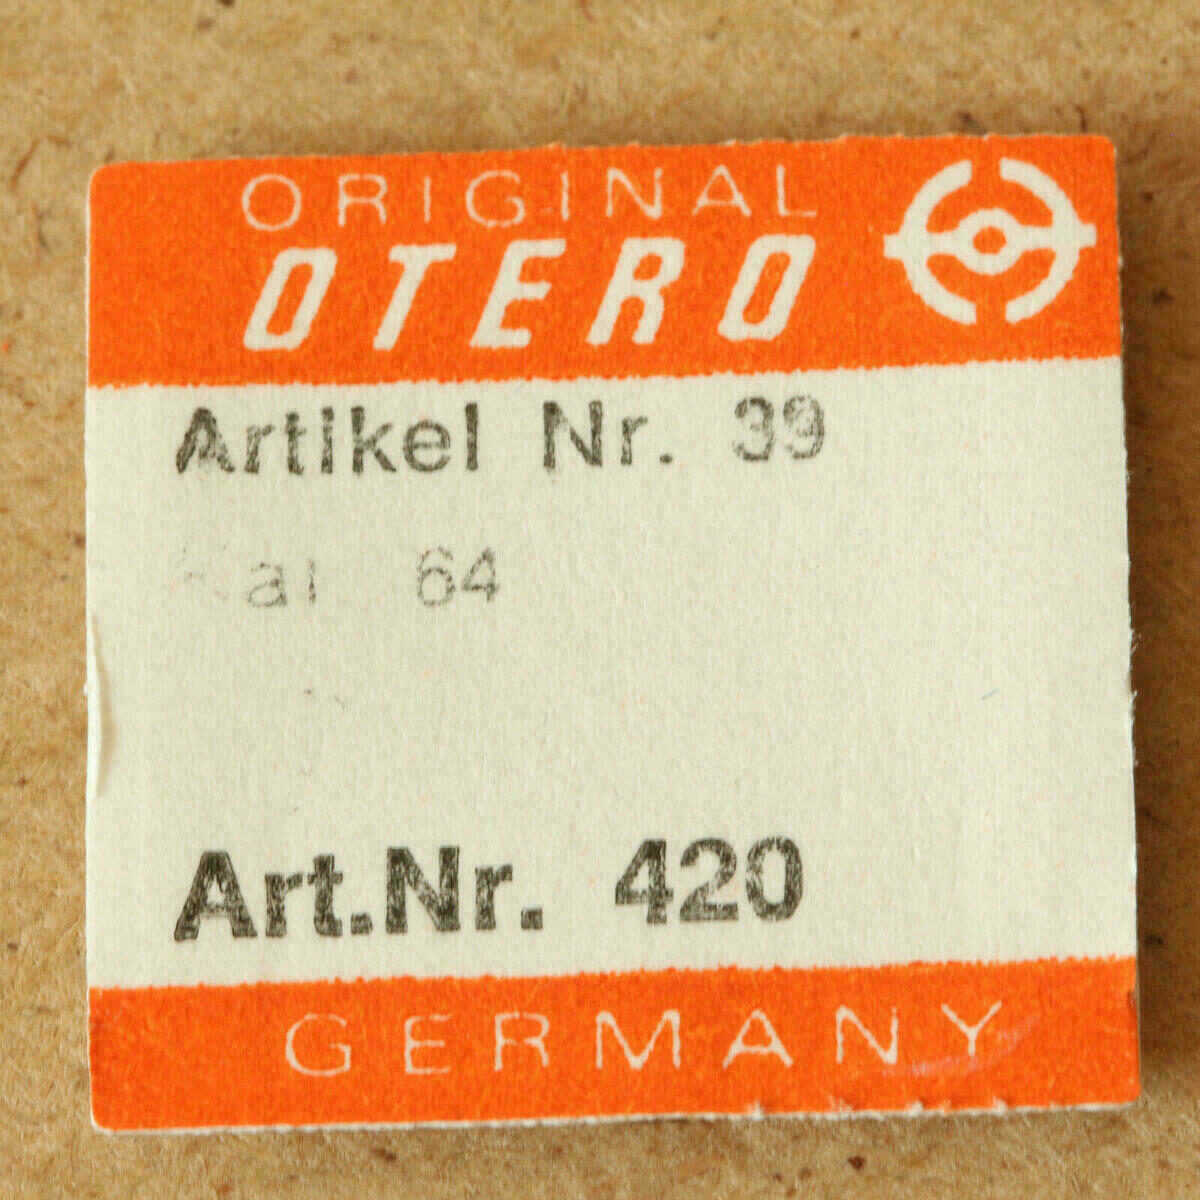 ORIGINAL
OTERO
Artikel Nr. 39
al 64
Art.Nr. 420
GERMANY